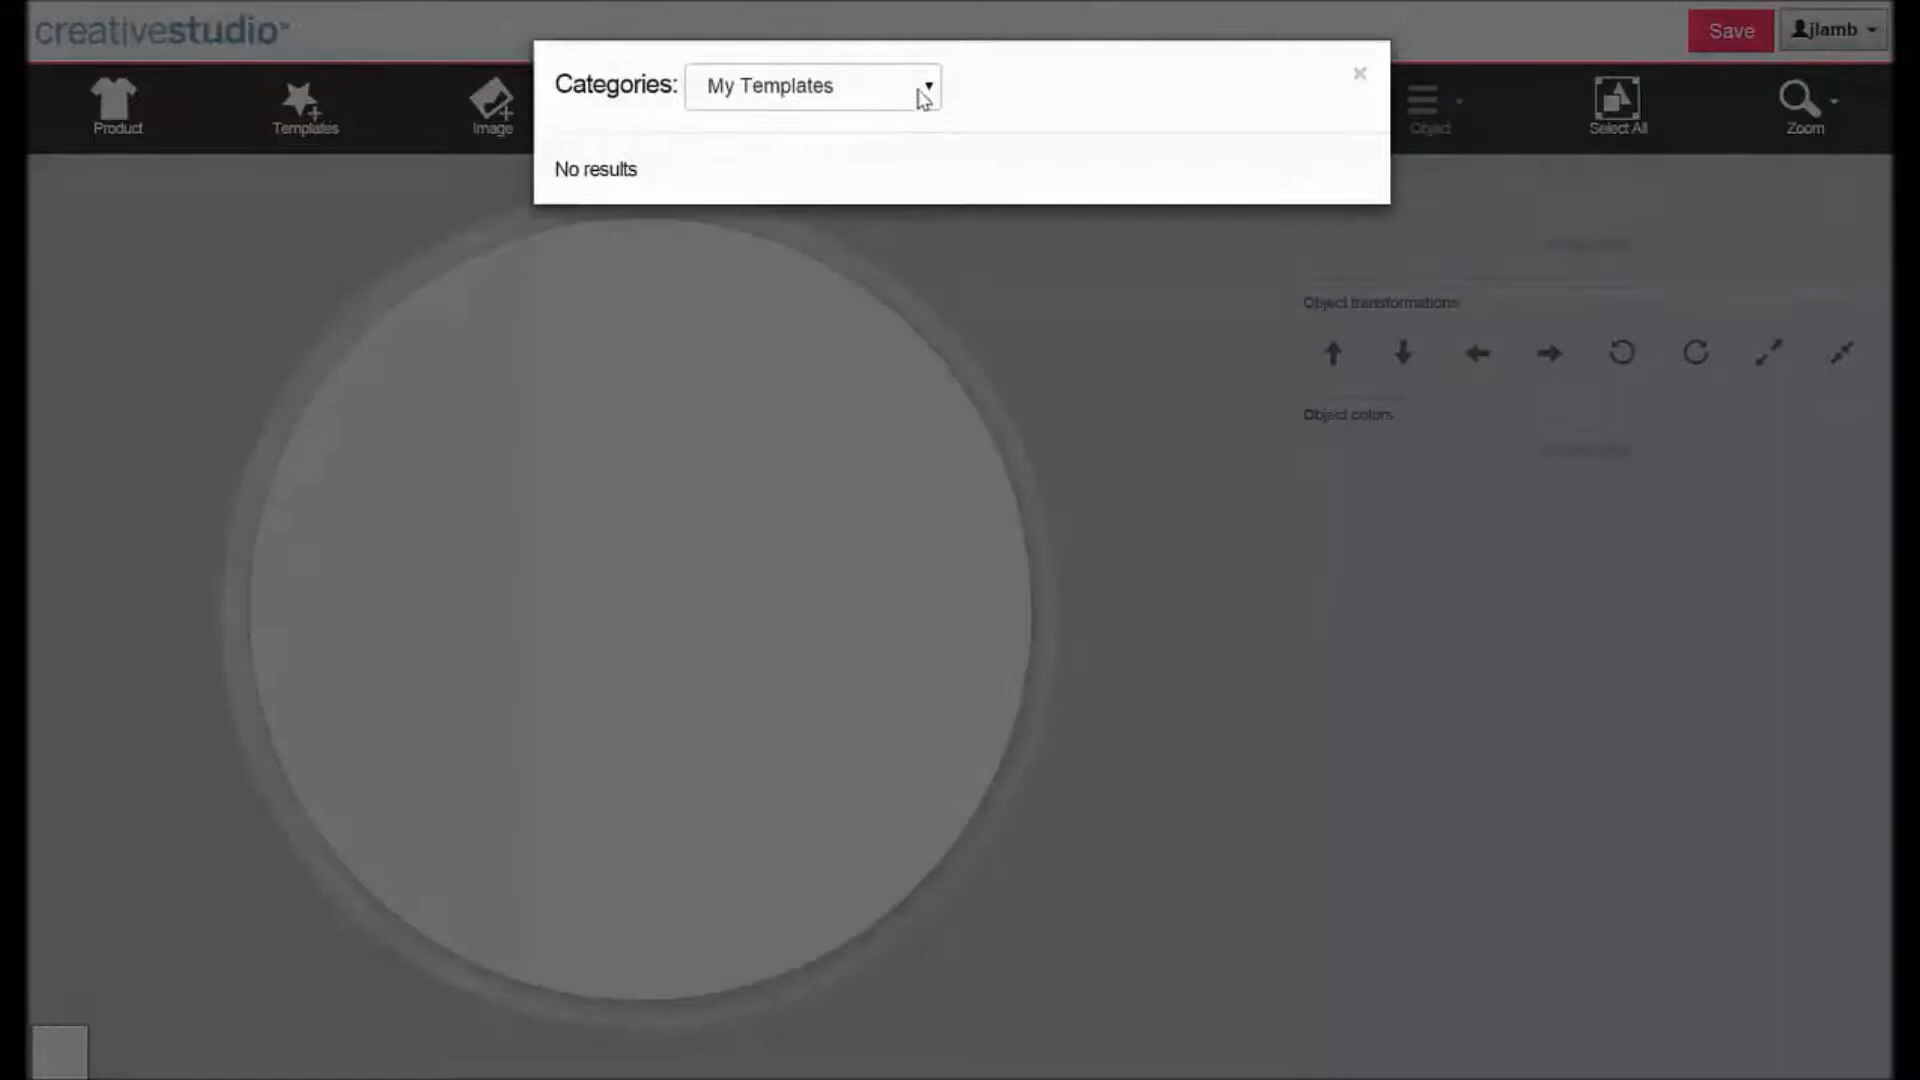 creativestudio™
Save
jlamb
Categories: My Templates
×
Product
Templates
Image
Object
Select All
Zoom
No results
Object transformations
Object colors